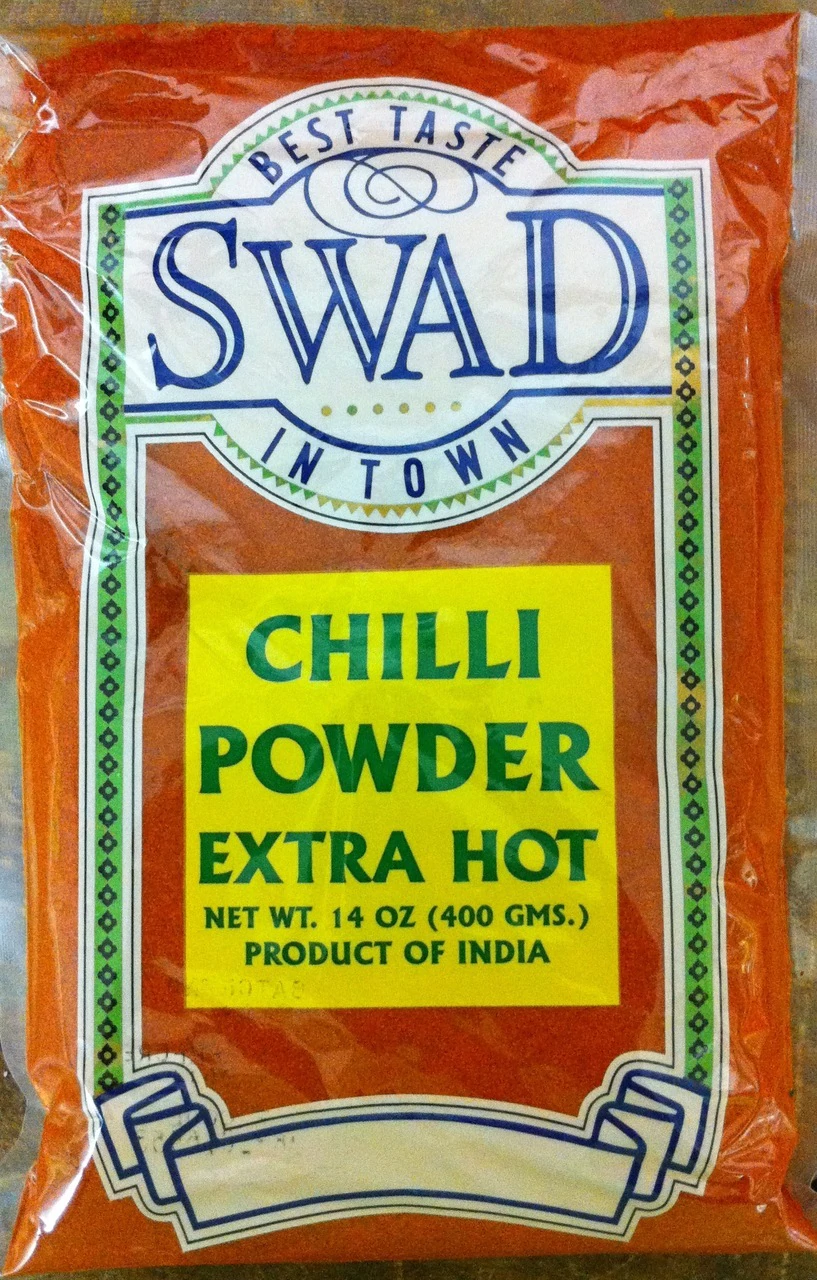 BEST TASTE
SWAD
IN TOWN
CHILLI
POWDER
EXTRA HOT
NET WT. 14 OZ (400 GMS.)
PRODUCT OF INDIA